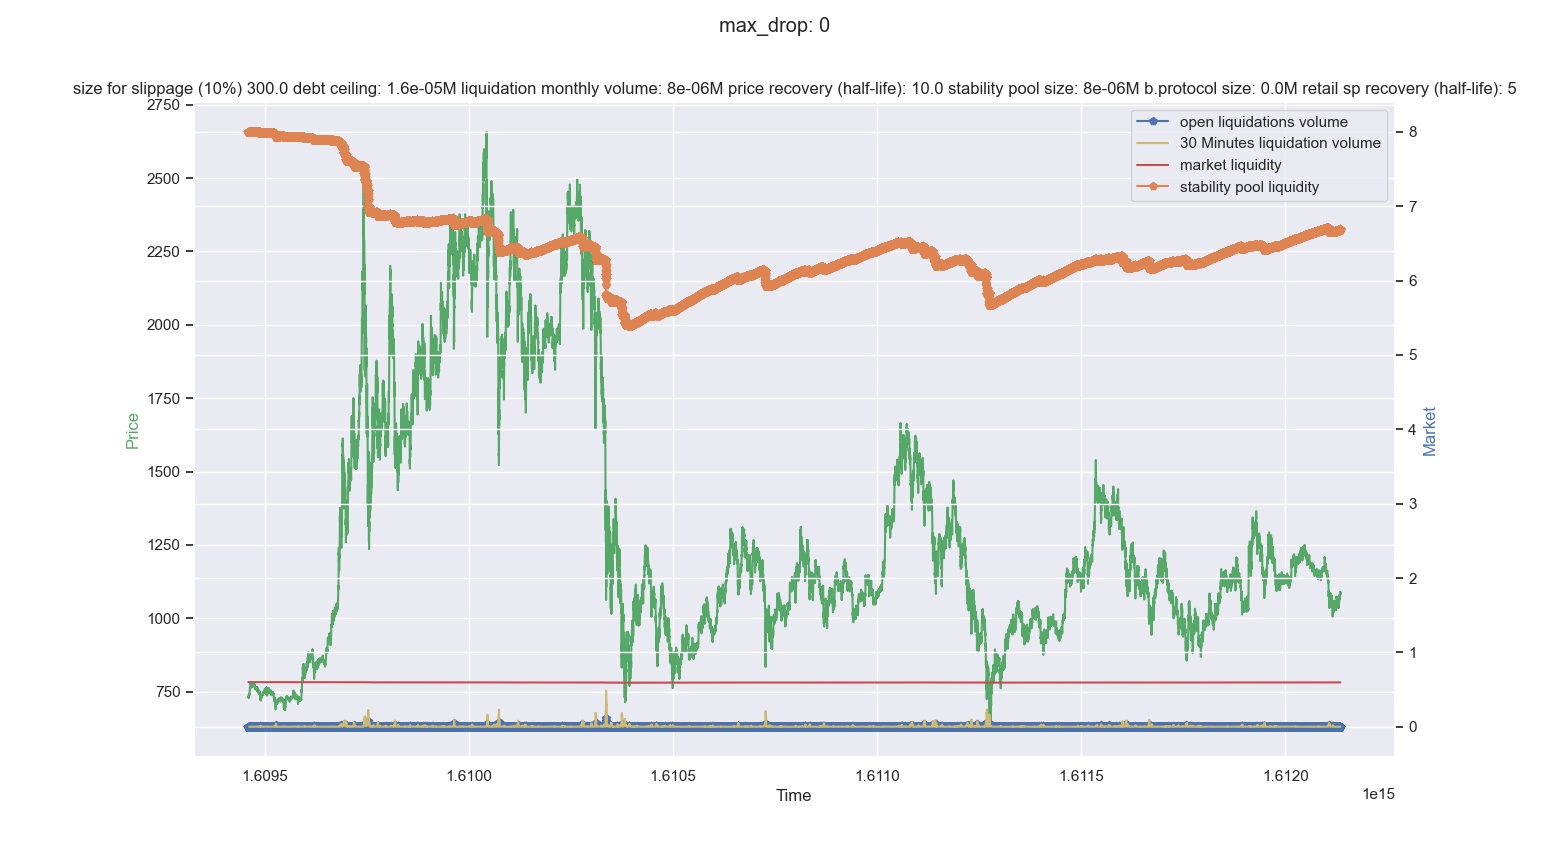 max_drop: 0
size for slippage (10%) 300.0 debt ceiling: 1.6e-05M liquidation monthly volume: 8e-06M price recovery (half-life): 10.0 stability pool size: 8e-06M b.protocol size: 0.0M retail sp recovery (half-life): 5
open liquidations volume
30 Minutes liquidation volume
market liquidity
stability pool liquidity
2750
2500
2250
2000
1750
1500
1250
1000
750
Price
8
7
6
5
4
3
2
1
0
Market
1.6095 1.6100 1.6105 1.6110 1.6115 1.6120
1e15
Time